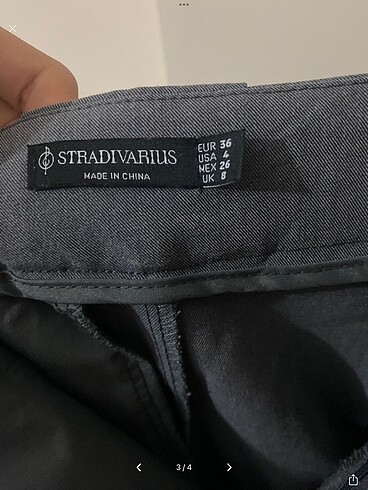 STRADIVARIUS
MADE IN CHINA
EUR 36
USA 4
MEX 26
UK 8
3/4